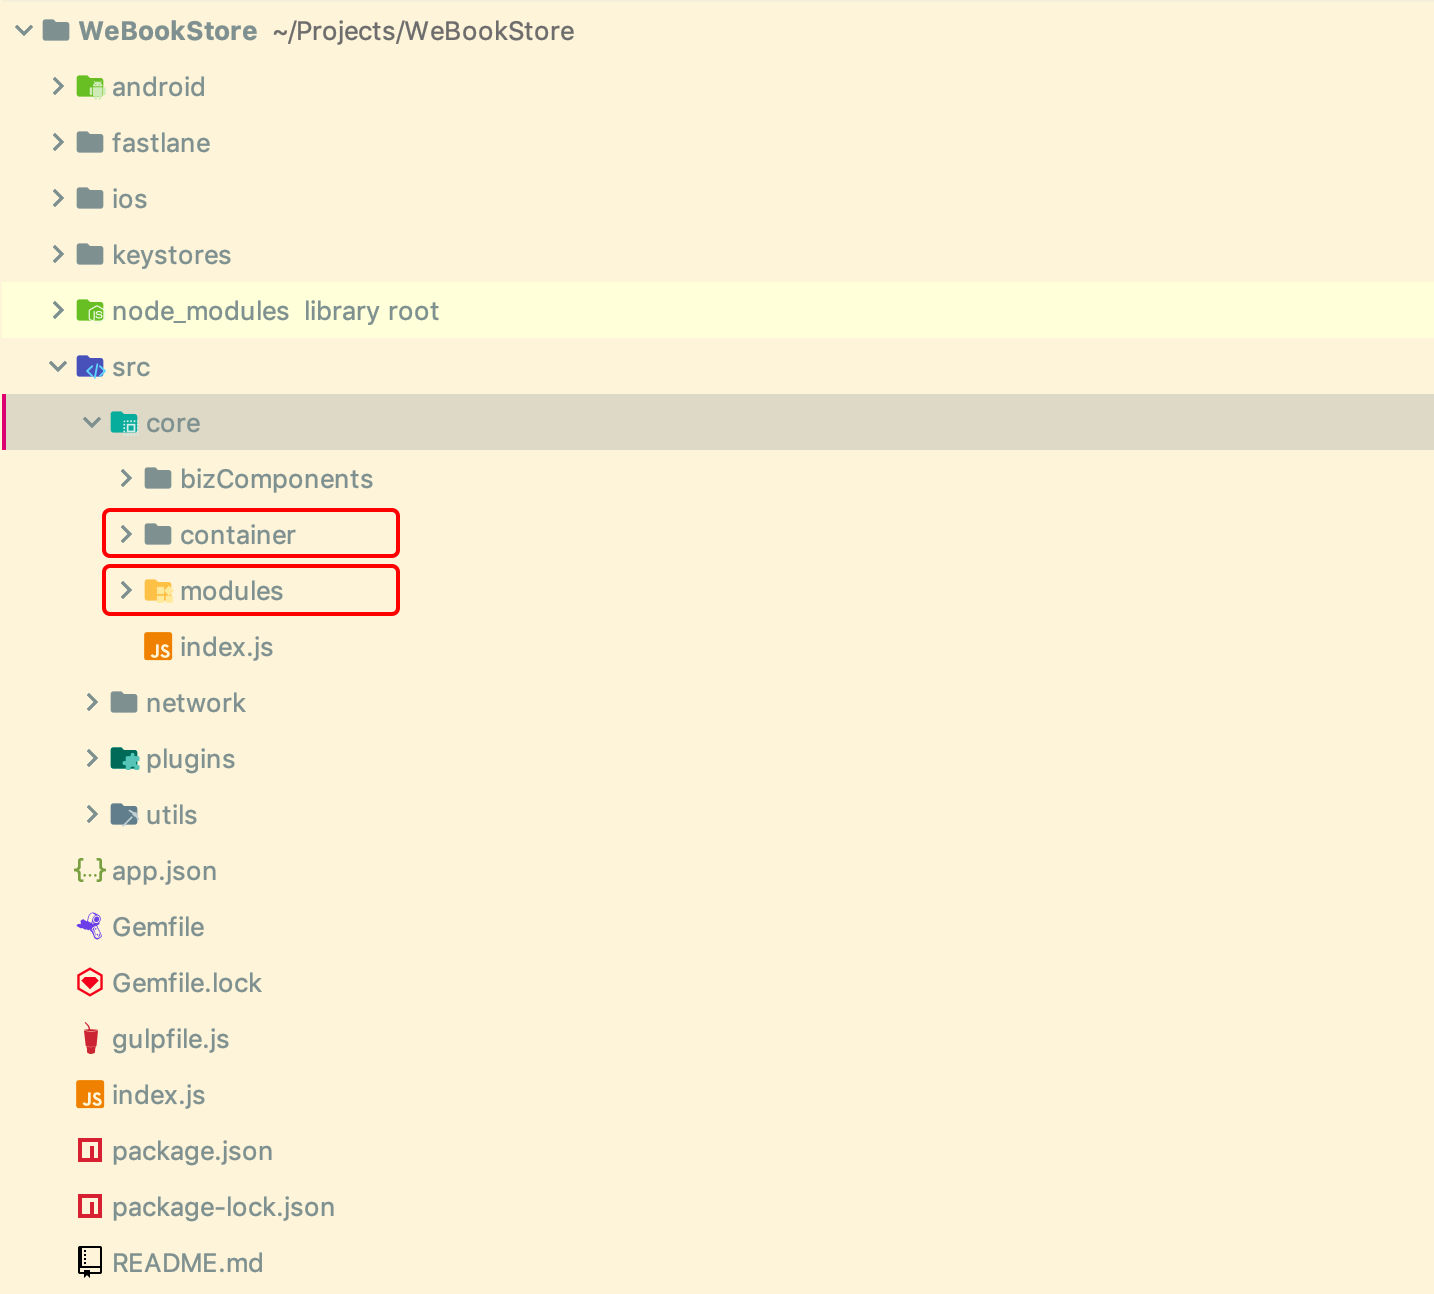 WeBookStore ~/Projects/WeBookStore
android
fastlane
ios
keystores
node_modules library root
src
core
bizComponents
container
modules
index.js
network
plugins
utils
app.json
Gemfile
Gemfile.lock
gulpfile.js
index.js
package.json
package-lock.json
README.md